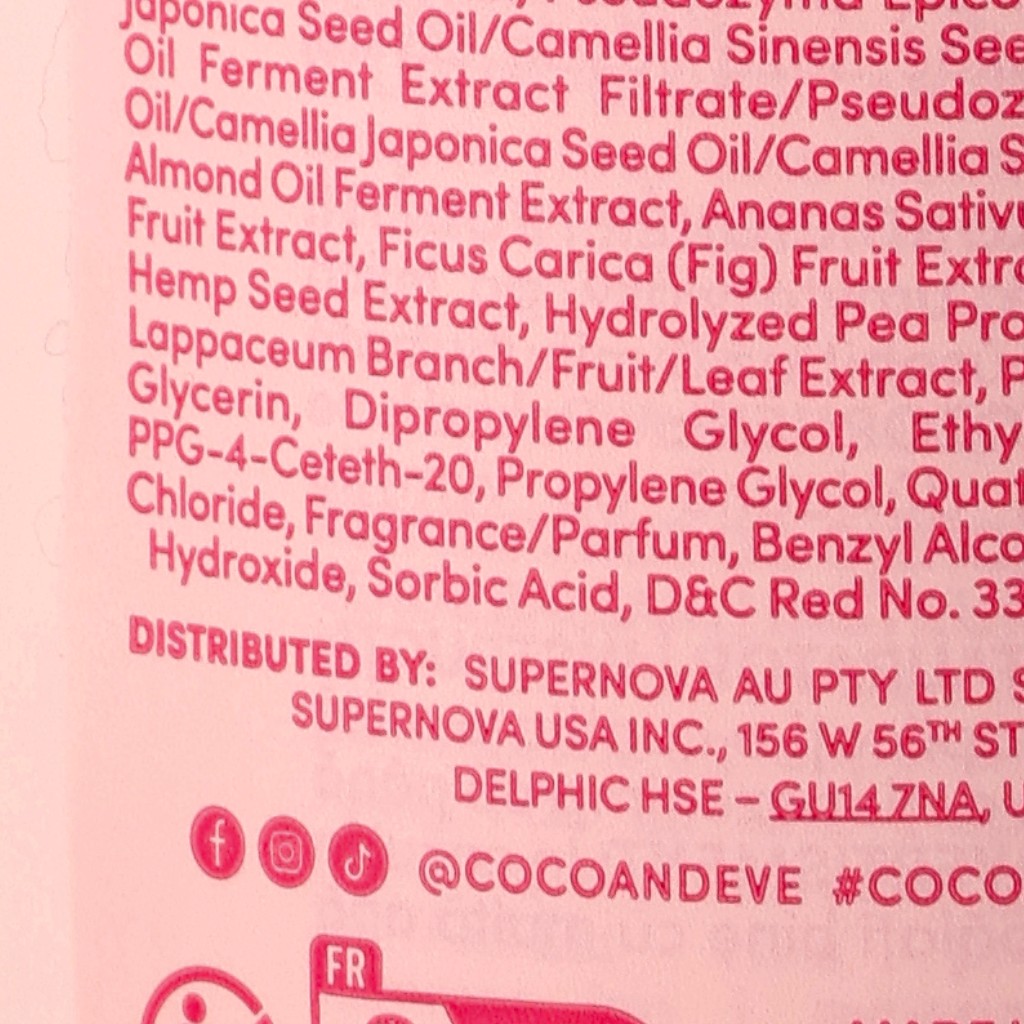 Japonica Seed Oil/Camellia Sinensis See
Oil Ferment Extract Filtrate/Pseudoz
Oil/Camellia Japonica Seed Oil/Camellia S
Almond Oil Ferment Extract, Ananas Sativu
Fruit Extract, Ficus Carica (Fig) Fruit Extra
Hemp Seed Extract, Hydrolyzed Pea Pro
Lappaceum Branch/Fruit/Leaf Extract, P
Glycerin, Dipropylene Glycol, Ethy
PPG-4-Ceteth-20, Propylene Glycol, Quat
Chloride, Fragrance/Parfum, Benzyl Alco
Hydroxide, Sorbic Acid, D&C Red No. 33
DISTRIBUTED BY: SUPERNOVA AU PTY LTD S
SUPERNOVA USA INC., 156 W 56TH ST
DELPHIC HSE – GU14 7NA, U
@COCOANDEVE #COCO
FR